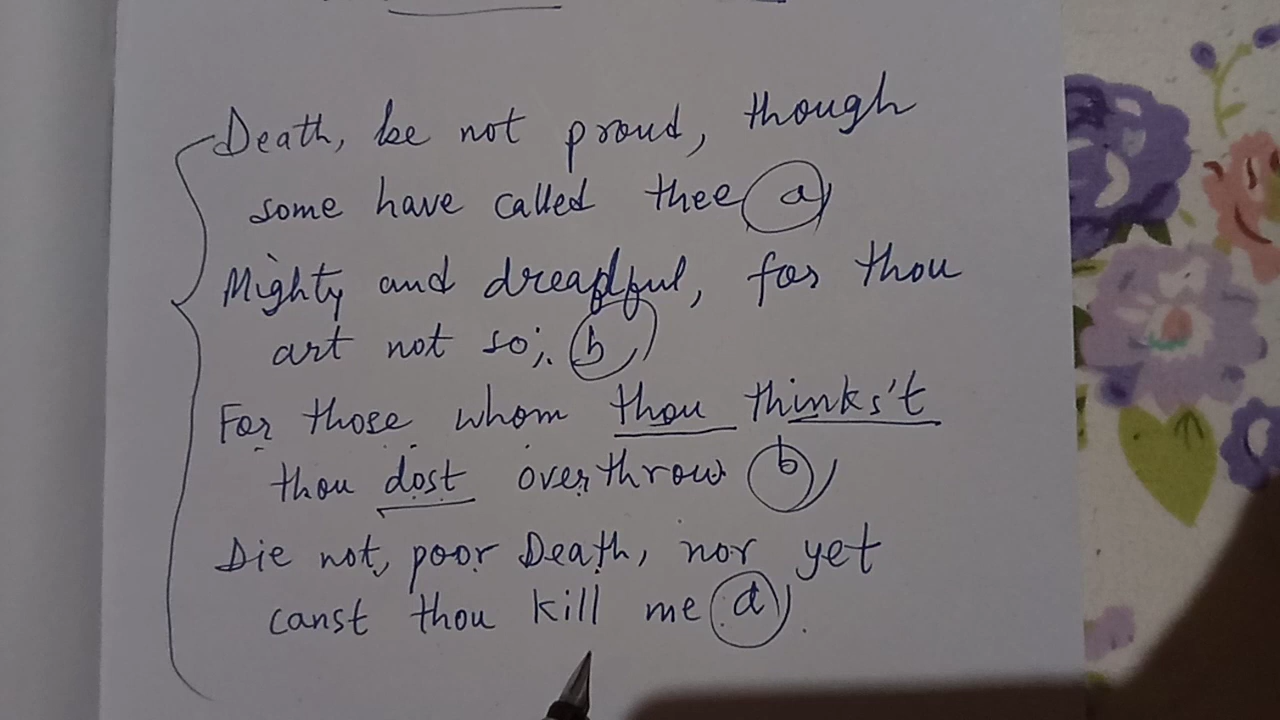 Death, be not proud, though
some have called thee (a)
Mighty and dreadful, for thou
art not so; (b)
For those whom thou thinks't
thou dost overthrow (b)
Die not, poor Death, nor yet
canst thou kill me (a).